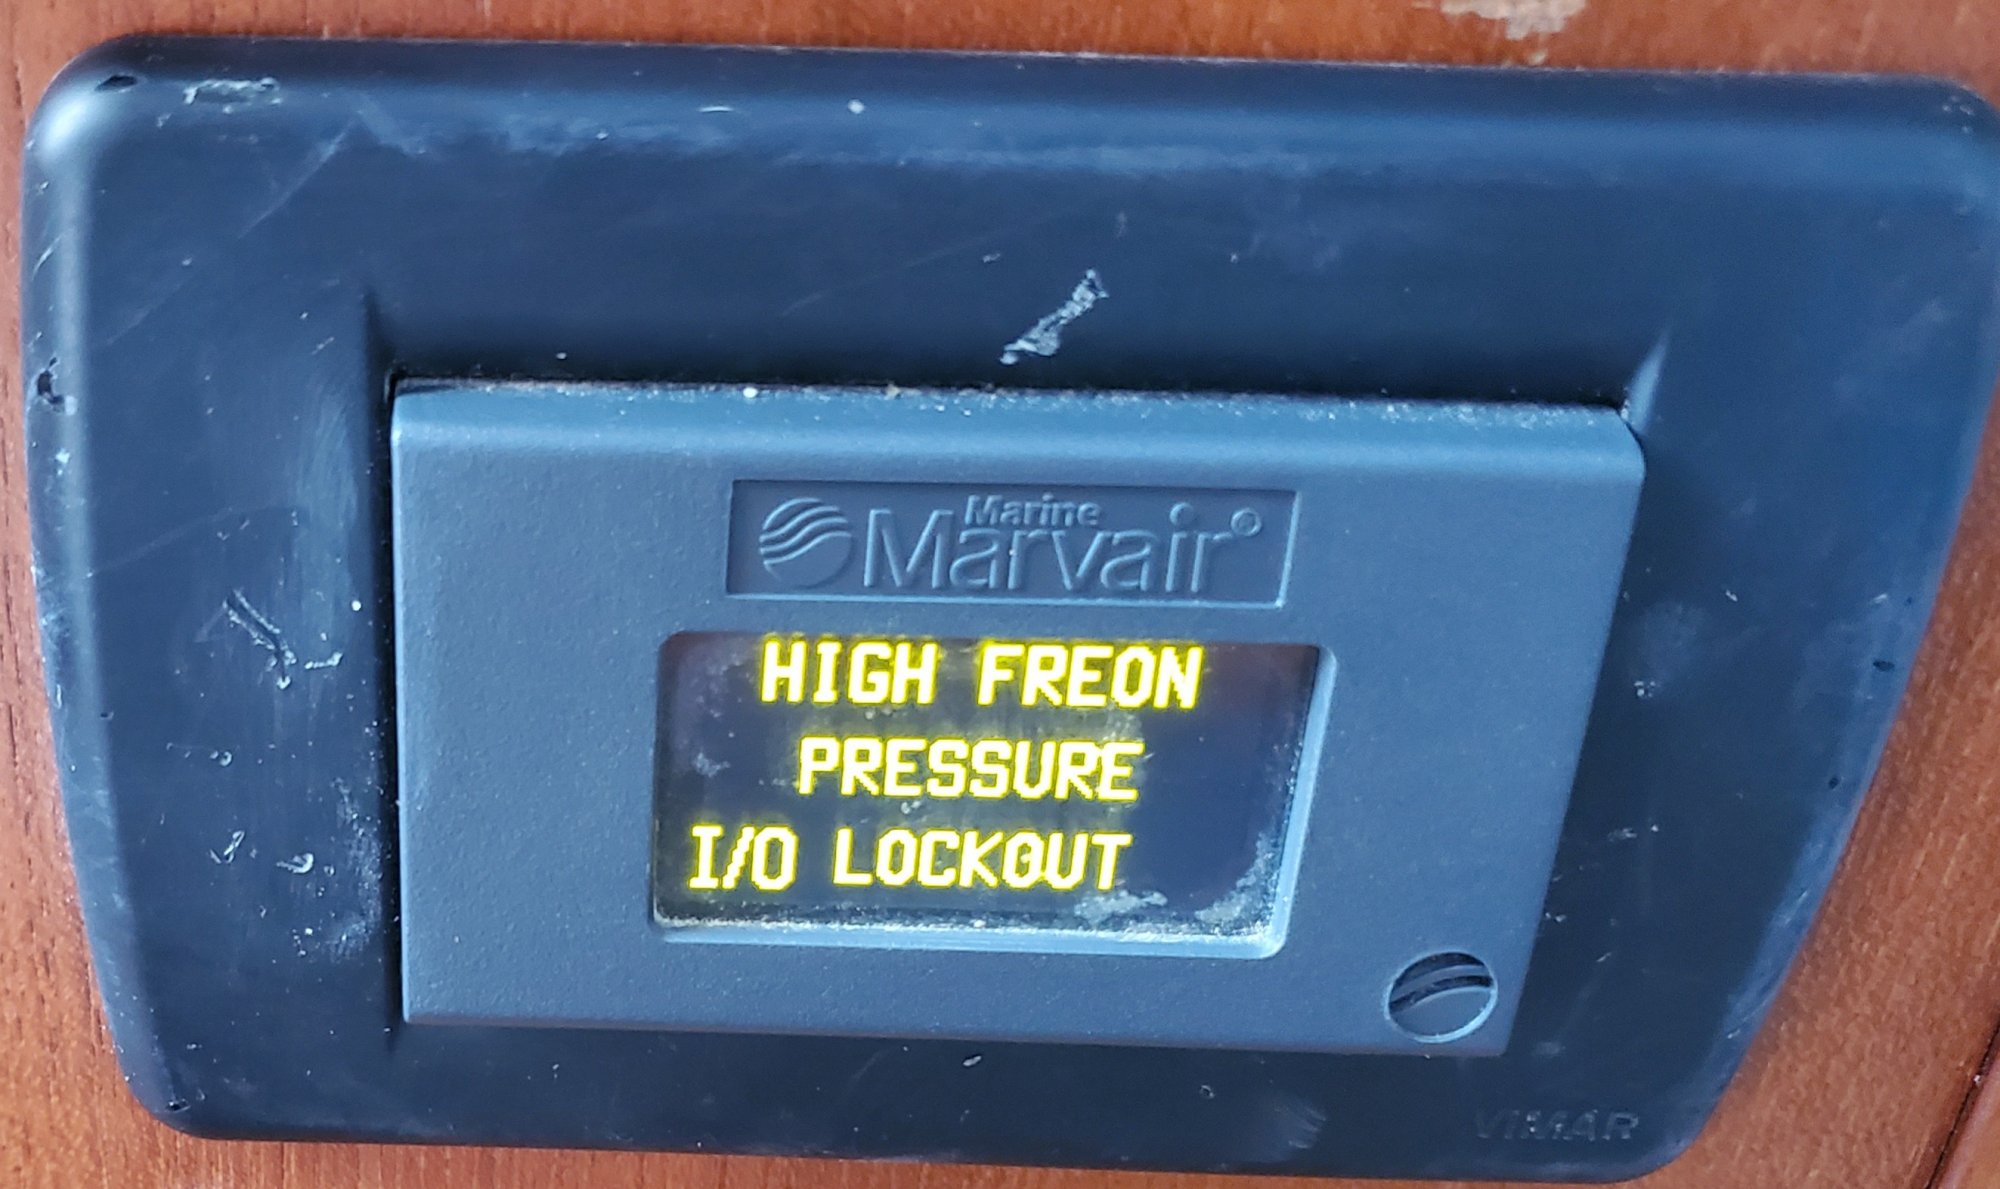 Marine
Marvair®
HIGH FREON
PRESSURE
I/O LOCKOUT
VIMAR